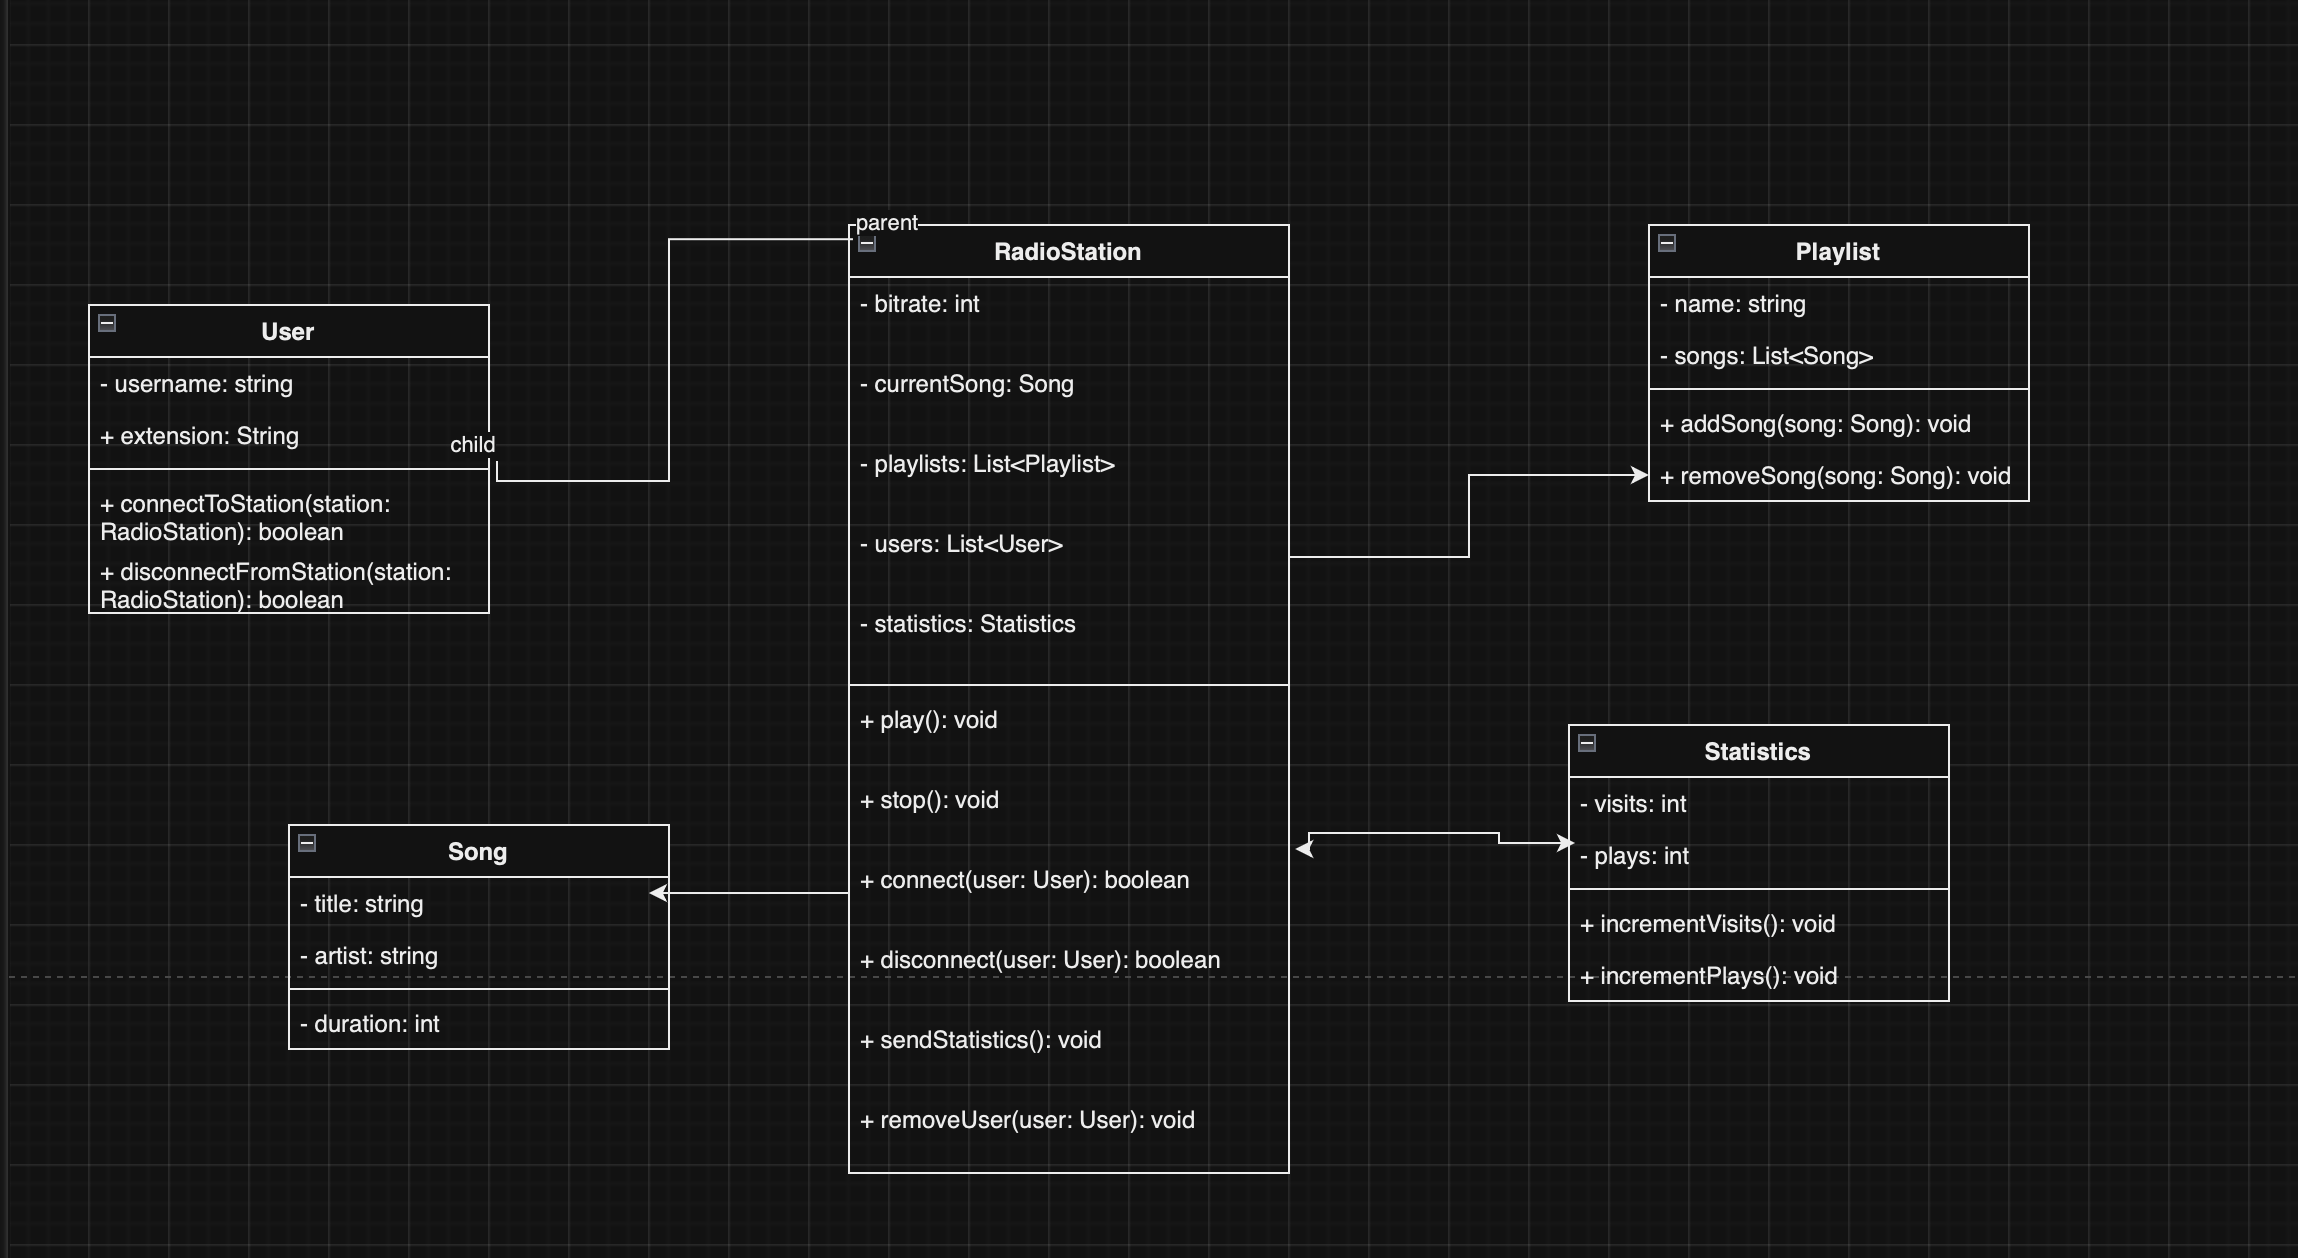 User
- username: string
+ extension: String
child
+ connectToStation(station:
RadioStation): boolean
+ disconnectFromStation(station:
RadioStation): boolean
parent
RadioStation
- bitrate: int
- currentSong: Song
- playlists: List<Playlist>
- users: List<User>
- statistics: Statistics
+ play(): void
+ stop(): void
+ connect(user: User): boolean
+ disconnect(user: User): boolean
+ sendStatistics(): void
+ removeUser(user: User): void
Playlist
- name: string
- songs: List<Song>
+ addSong(song: Song): void
+ removeSong(song: Song): void
Song
- title: string
- artist: string
- duration: int
Statistics
- visits: int
- plays: int
+ incrementVisits(): void
+ incrementPlays(): void